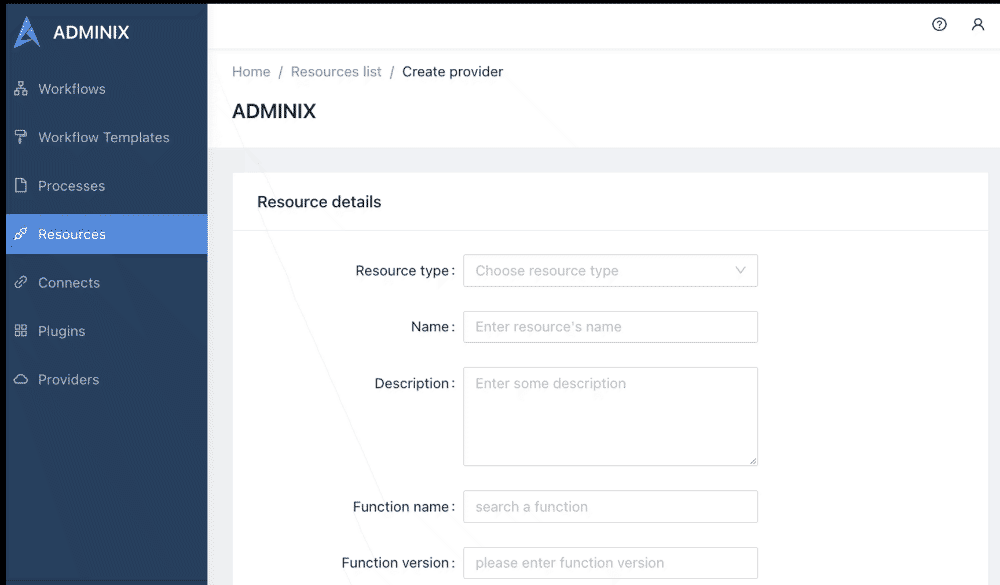 ADMINIX
Workflows
Workflow Templates
Processes
Resources
Connects
Plugins
Providers
Home / Resources list / Create provider
ADMINIX
Resource details
Resource type: Choose resource type
Name: Enter resource's name
Description: Enter some description
Function name: search a function
Function version: please enter function version